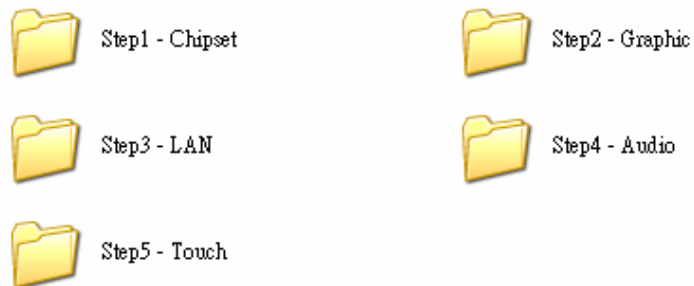 Step1 - Chipset
Step2 - Graphic
Step3 - LAN
Step4 - Audio
Step5 - Touch